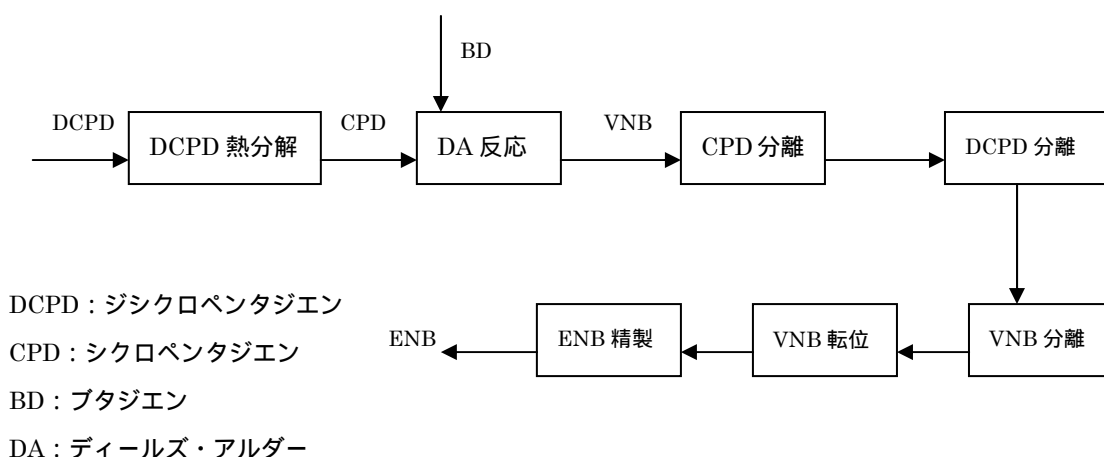 BD
DCPD
CPD
VNB
DCPD 熱分解
DA 反応
CPD 分離
DCPD 分離
DCPD：ジシクロペンタジエン
CPD：シクロペンタジエン
BD：ブタジエン
DA：ディールズ・アルダー
ENB
ENB 精製
VNB 転位
VNB 分離